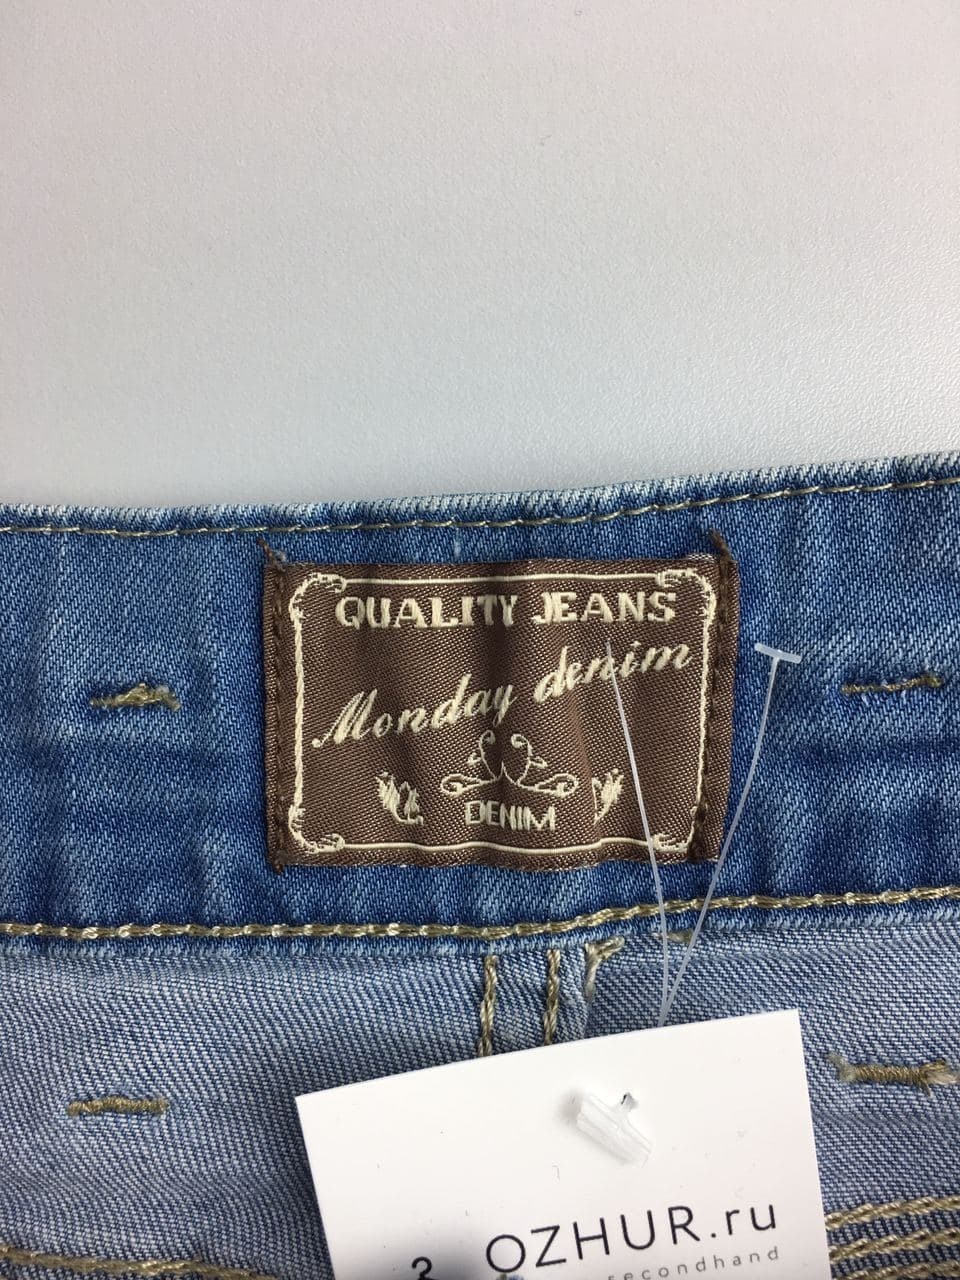 QUALITY JEANS
Monday denim
DENIM
OZHUR.ru
secondhand